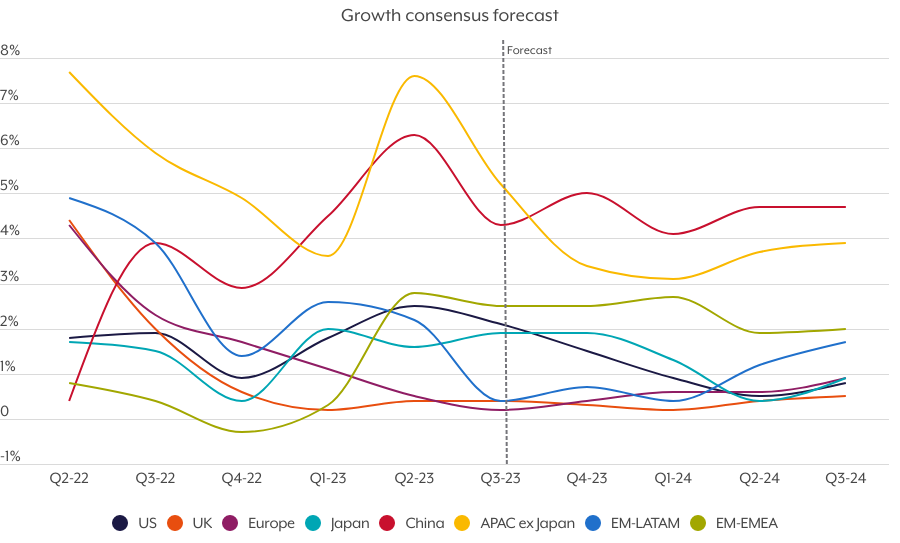 Growth consensus forecast
Forecast
8%
7%
6%
5%
4%
3%
2%
1%
0
-1%
Q2-22 Q3-22 Q4-22 Q1-23 Q2-23 Q3-23 Q4-23 Q1-24 Q2-24 Q3-24
US UK Europe Japan China APAC ex Japan EM-LATAM EM-EMEA